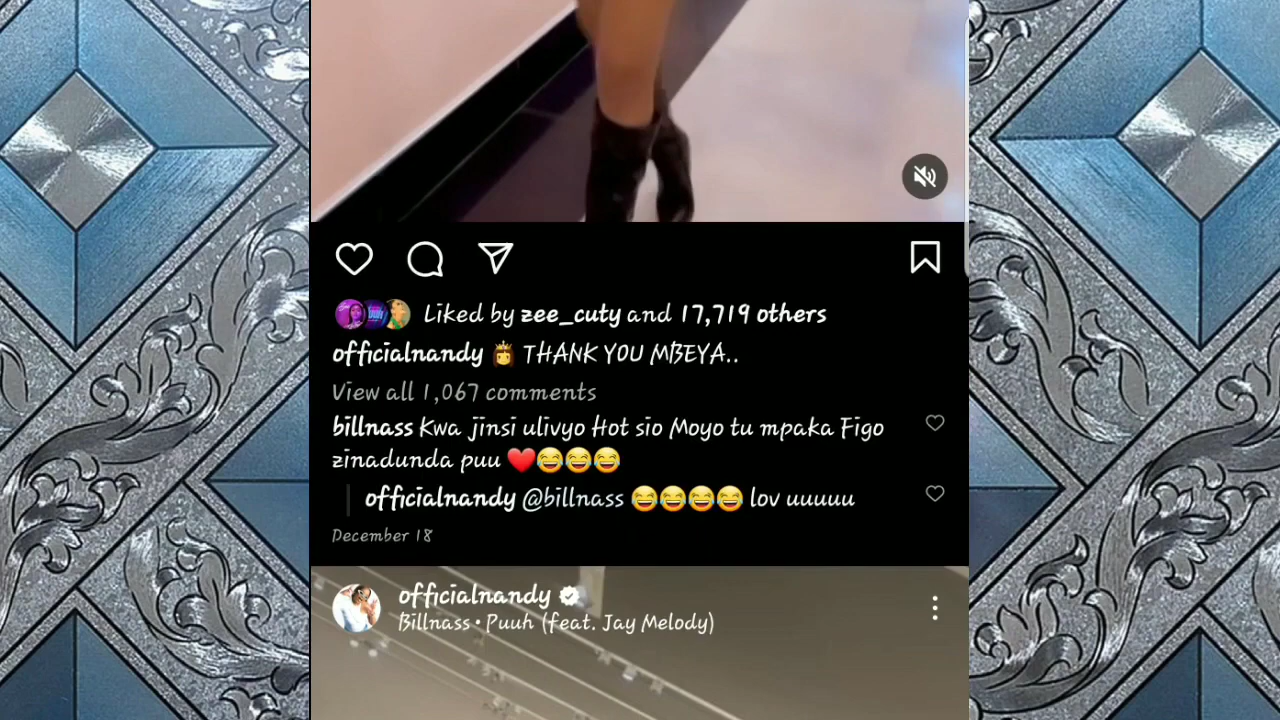 Liked by zee_cuty and 17,719 others
officialnandy 👸 THANK YOU MBEYA..
View all 1,067 comments
billnass Kwa jinsi ulivyo Hot sio Moyo tu mpaka Figo
zinadunda puu ❤️😂😂😂
officialnandy @billnass 😂😂😂😂 lov uuuuu
December 18
officialnandy
Billnass • Puuh (feat. Jay Melody)